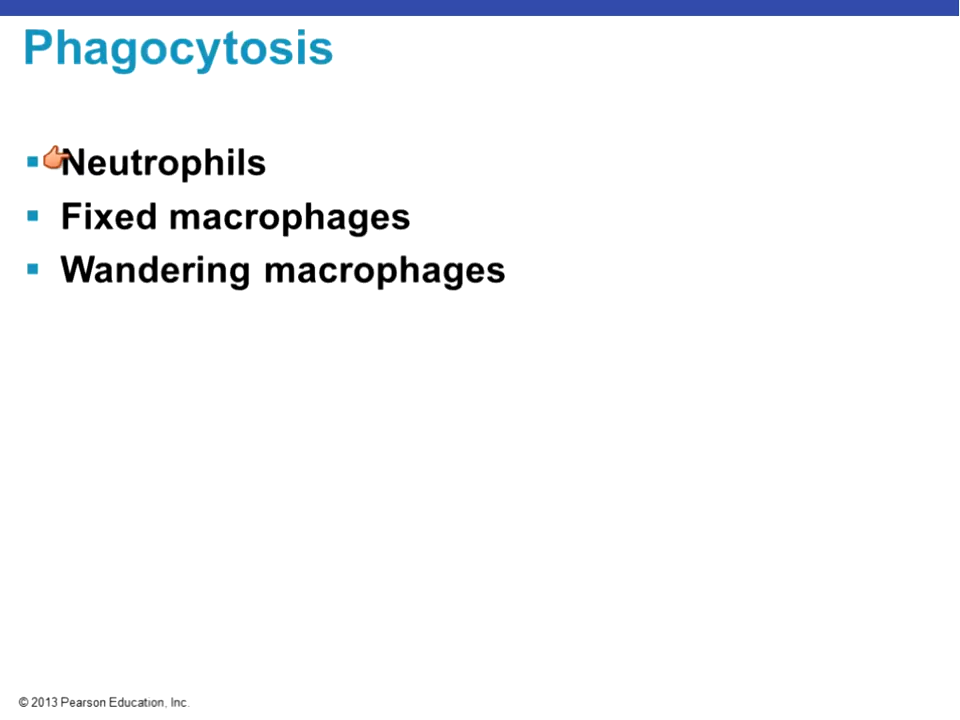 Phagocytosis
Neutrophils
Fixed macrophages
Wandering macrophages
© 2013 Pearson Education, Inc.